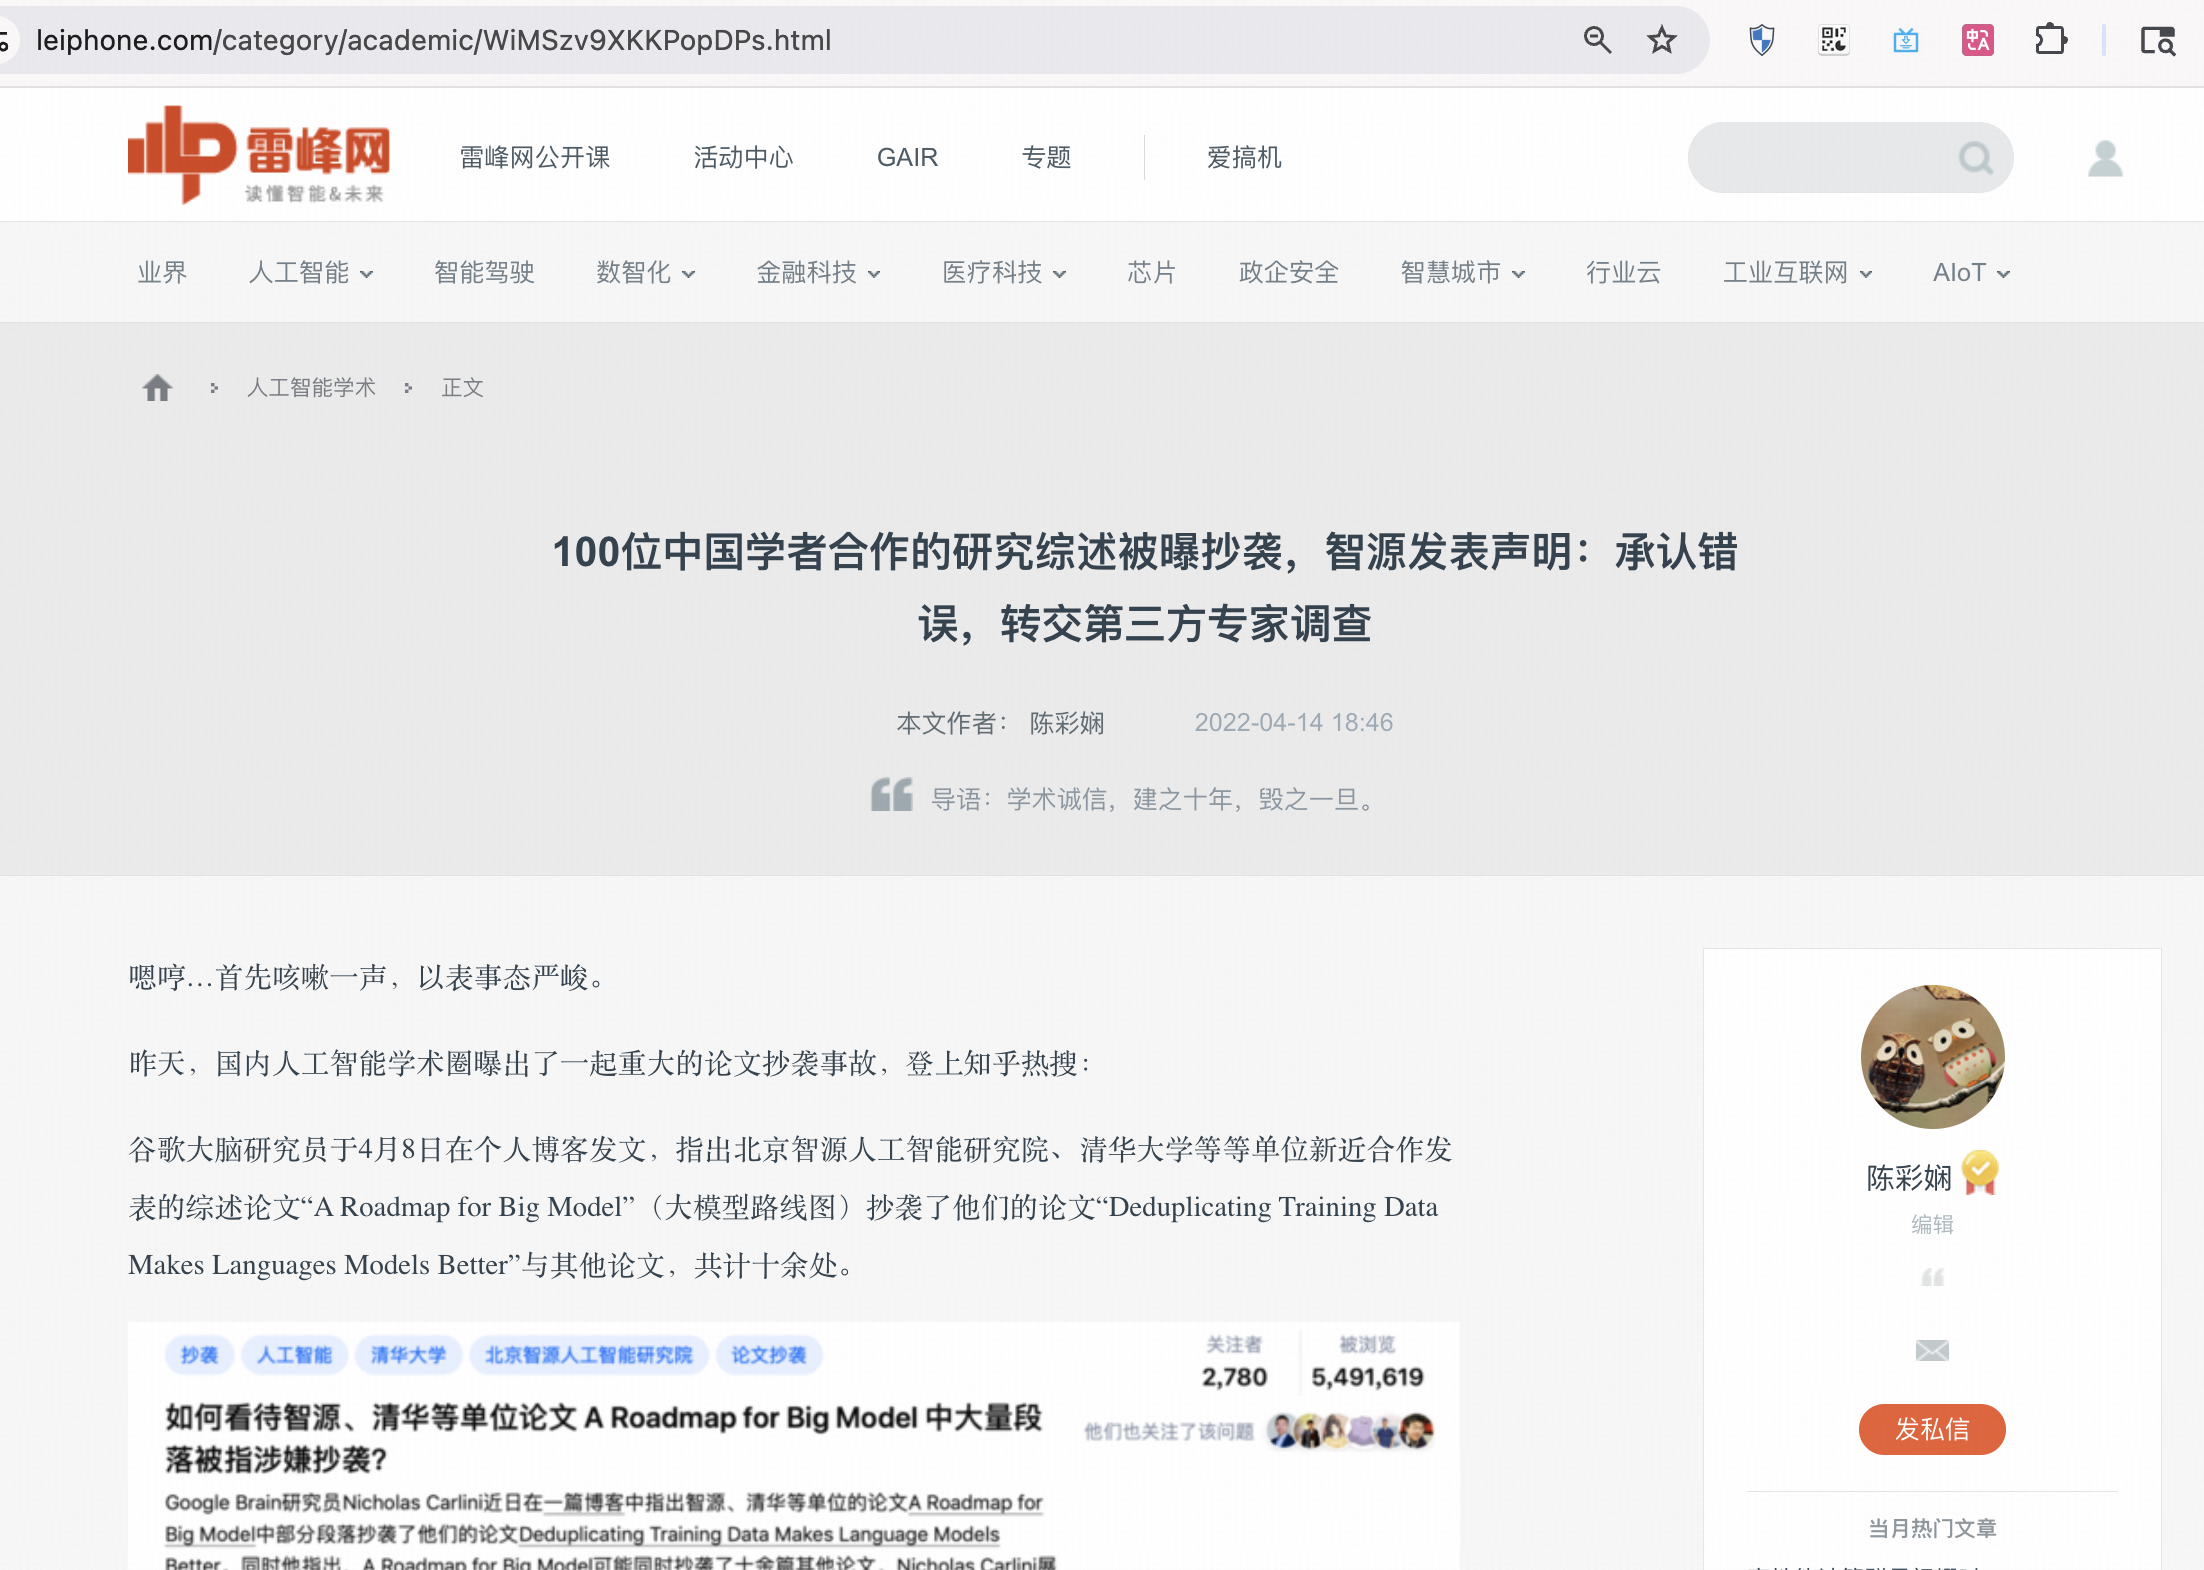 leiphone.com/category/academic/WiMSzv9XKKPopDPs.html
雷峰网
读懂智能&未来
雷峰网公开课 活动中心 GAIR 专题 爱搞机
业界 人工智能 智能驾驶 数智化 金融科技 医疗科技 芯片 政企安全 智慧城市 行业云 工业互联网 AIoT
人工智能学术 正文
100位中国学者合作的研究综述被曝抄袭，智源发表声明：承认错
误，转交第三方专家调查
本文作者： 陈彩娴 2022-04-14 18:46
导语：学术诚信，建之十年，毁之一旦。
嗯哼…首先咳嗽一声，以表事态严峻。
昨天，国内人工智能学术圈曝出了一起重大的论文抄袭事故，登上知乎热搜：
谷歌大脑研究员于4月8日在个人博客发文，指出北京智源人工智能研究院、清华大学等等单位新近合作发
表的综述论文“A Roadmap for Big Model”（大模型路线图）抄袭了他们的论文“Deduplicating Training Data
Makes Languages Models Better”与其他论文，共计十余处。
抄袭 人工智能 清华大学 北京智源人工智能研究院 论文抄袭
关注者 被浏览
2,780 5,491,619
如何看待智源、清华等单位论文 A Roadmap for Big Model 中大量段
落被指涉嫌抄袭？
他们也关注了该问题
Google Brain研究员Nicholas Carlini近日在一篇博客中指出智源、清华等单位的论文A Roadmap for
Big Model中部分段落抄袭了他们的论文Deduplicating Training Data Makes Language Models
Better，同时他指出，A Roadmap for Big Model可能同时抄袭了十余篇其他论文，Nicholas Carlini展
陈彩娴
编辑
发私信
当月热门文章